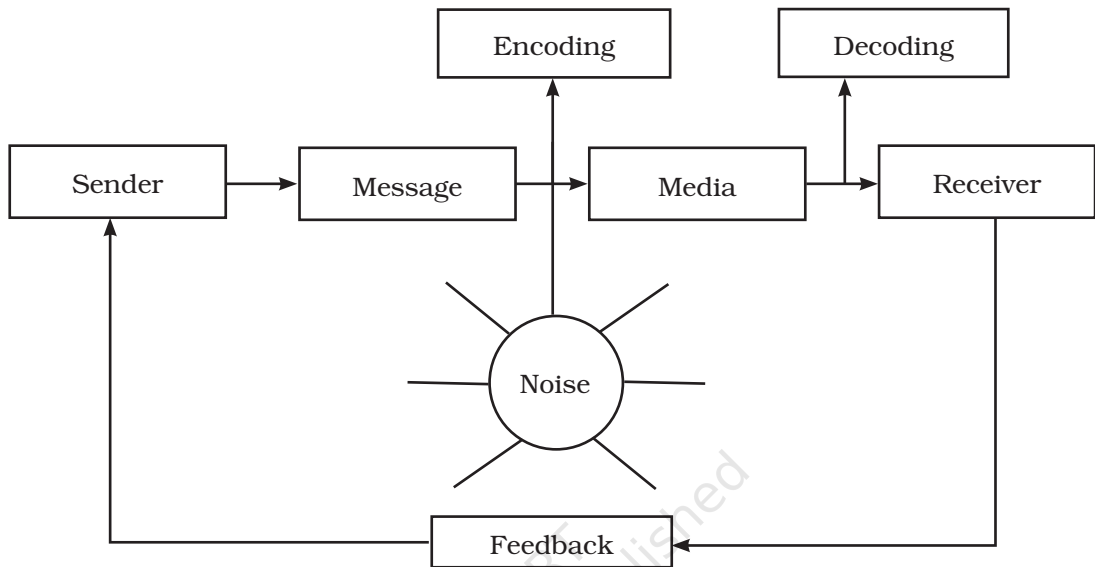 Encoding
Decoding
Sender
Message
Media
Receiver
Noise
Feedback